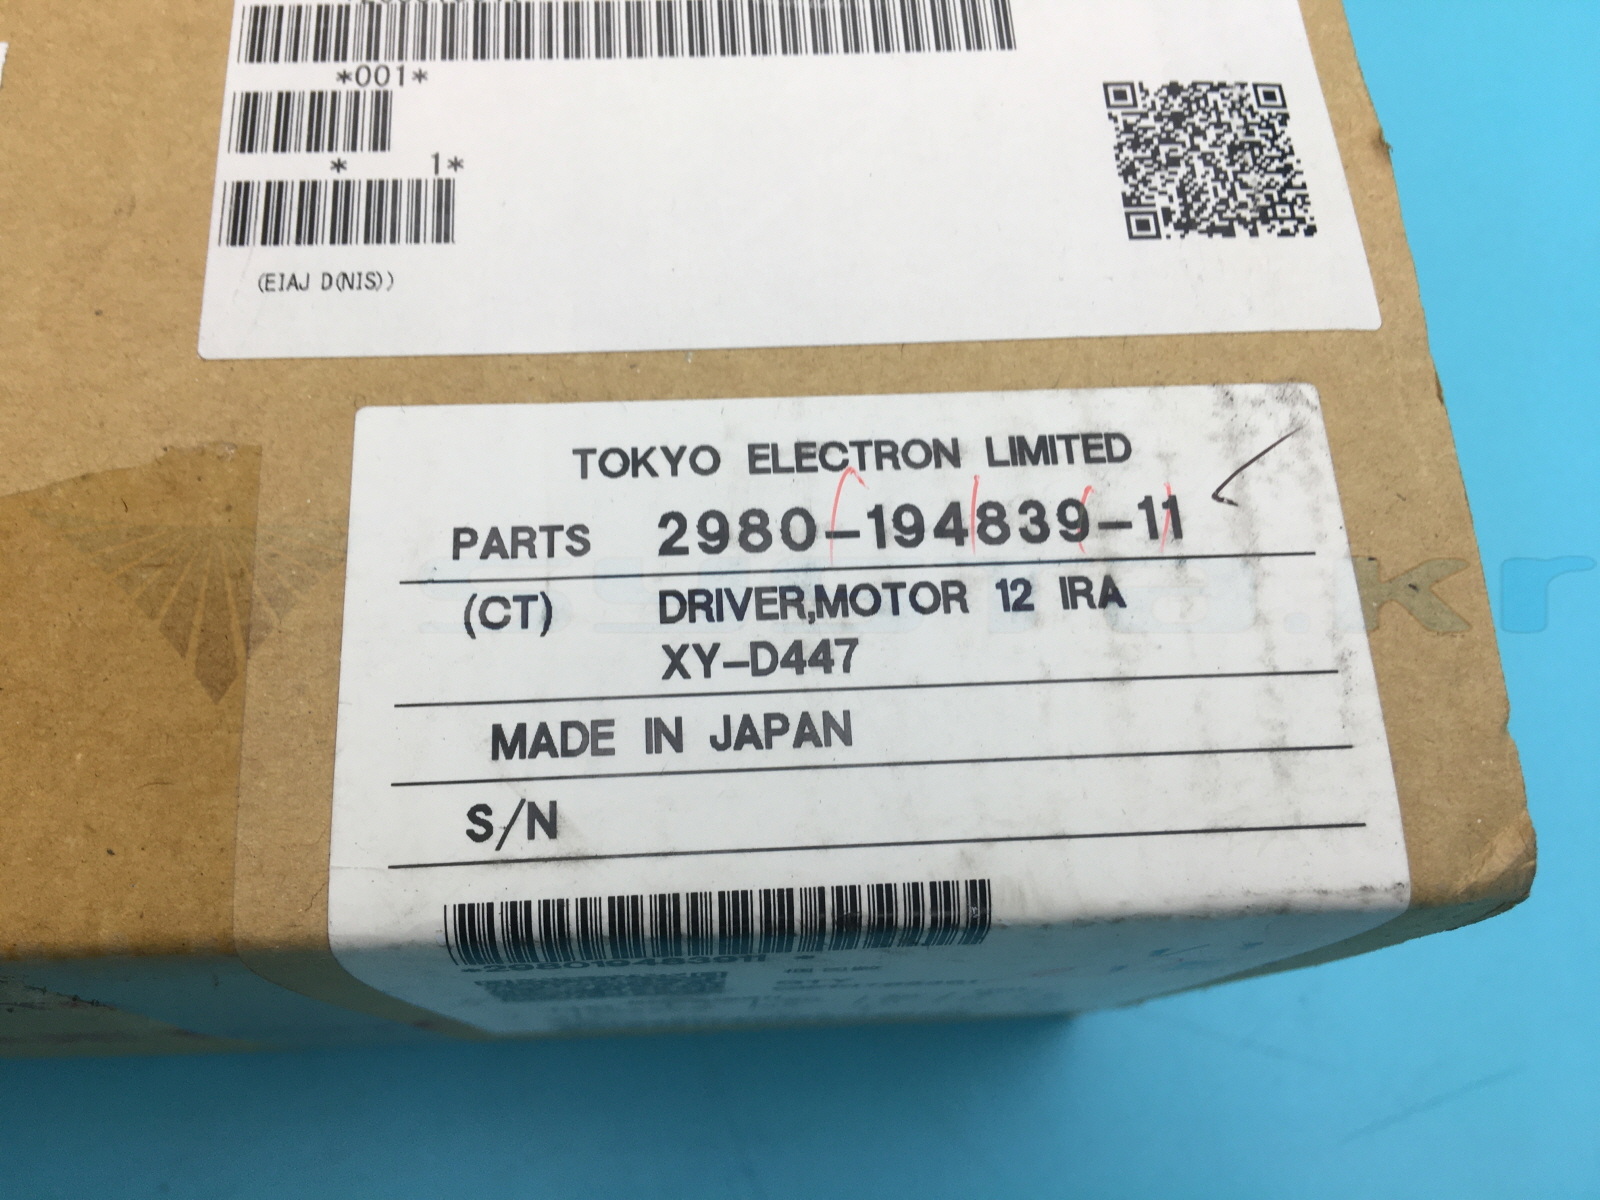 *001*
* 1*
(EIAJ D(NIS))
TOKYO ELECTRON LIMITED
PARTS 2980-194839-11
(CT) DRIVER,MOTOR 12 IRA
XY-D447
MADE IN JAPAN
S/N
*298019483911 *